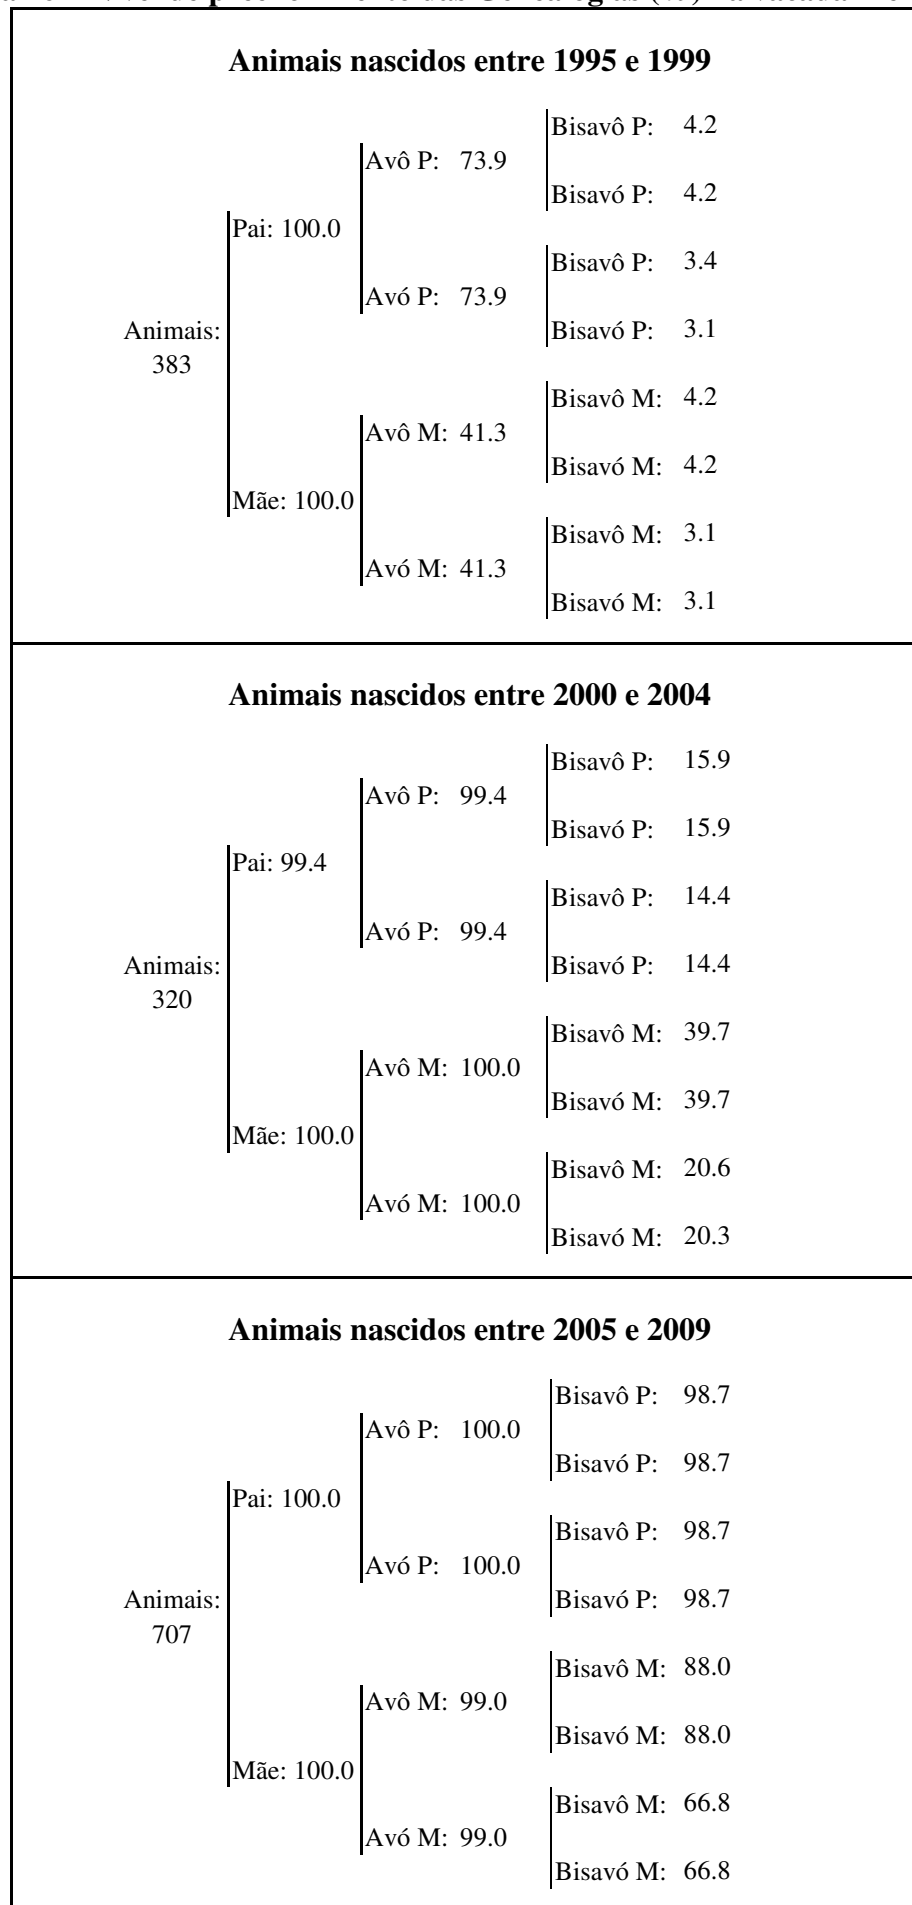 Animais nascidos entre 1995 e 1999
Bisavô P: 4.2
Avô P: 73.9
Bisavó P: 4.2
Pai: 100.0
Bisavô P: 3.4
Avó P: 73.9
Bisavó P: 3.1
Animais:
383
Bisavô M: 4.2
Avô M: 41.3
Bisavó M: 4.2
Mãe: 100.0
Bisavô M: 3.1
Avó M: 41.3
Bisavó M: 3.1
Animais nascidos entre 2000 e 2004
Bisavô P: 15.9
Avô P: 99.4
Bisavó P: 15.9
Pai: 99.4
Bisavô P: 14.4
Avó P: 99.4
Bisavó P: 14.4
Animais:
320
Bisavô M: 39.7
Avô M: 100.0
Bisavó M: 39.7
Mãe: 100.0
Bisavô M: 20.6
Avó M: 100.0
Bisavó M: 20.3
Animais nascidos entre 2005 e 2009
Bisavô P: 98.7
Avô P: 100.0
Bisavó P: 98.7
Pai: 100.0
Bisavô P: 98.7
Avó P: 100.0
Bisavó P: 98.7
Animais:
707
Bisavô M: 88.0
Avô M: 99.0
Bisavó M: 88.0
Mãe: 100.0
Bisavô M: 66.8
Avó M: 99.0
Bisavó M: 66.8